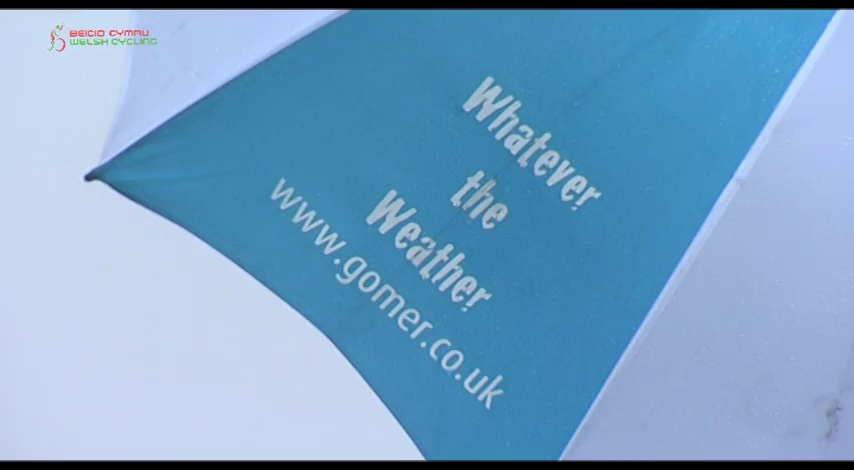 BEICIO CYMRU
WELSH CYCLING
Whatever
the
Weather
www.gomer.co.uk